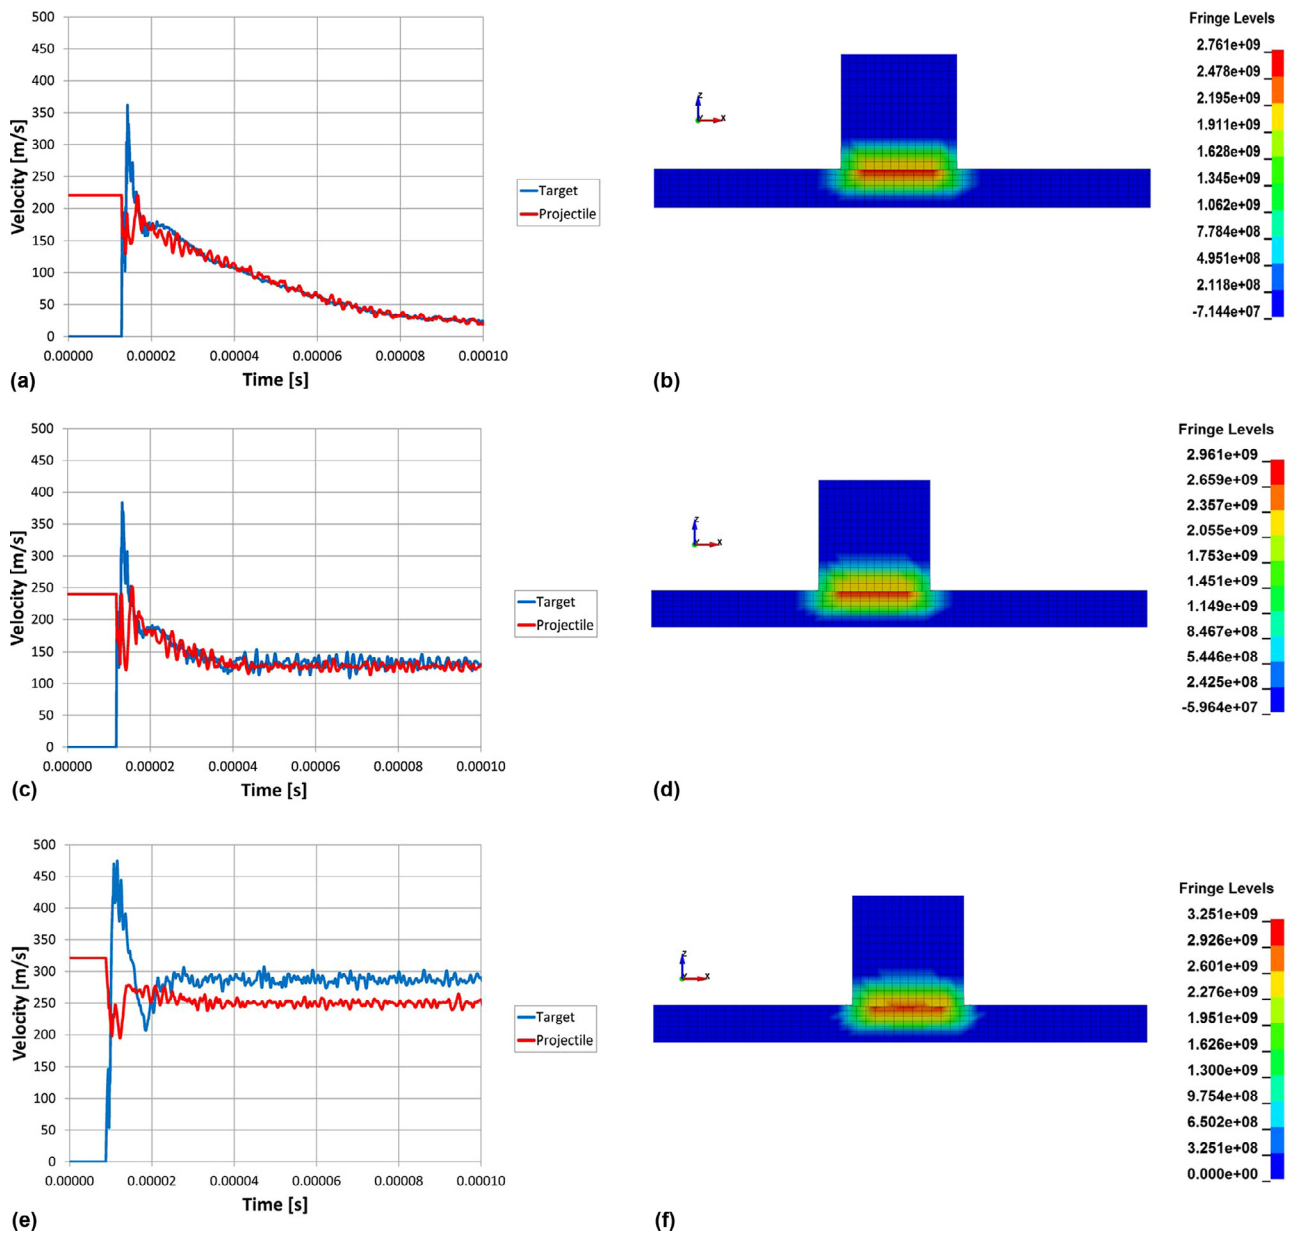 500
450
400
350
300
250
200
150
100
50
0
Velocity [m/s]
0.00000 0.00002 0.00004 0.00006 0.00008 0.00010
Time [s]
Target
Projectile
(a)
Z
Y X
Fringe Levels
2.761e+09
2.478e+09
2.195e+09
1.911e+09
1.628e+09
1.345e+09
1.062e+09
7.784e+08
4.951e+08
2.118e+08
-7.144e+07
(b)
500
450
400
350
300
250
200
150
100
50
0
Velocity [m/s]
0.00000 0.00002 0.00004 0.00006 0.00008 0.00010
Time [s]
Target
Projectile
(c)
Z
Y X
Fringe Levels
2.961e+09
2.659e+09
2.357e+09
2.055e+09
1.753e+09
1.451e+09
1.149e+09
8.467e+08
5.446e+08
2.425e+08
-5.964e+07
(d)
500
450
400
350
300
250
200
150
100
50
0
Velocity [m/s]
0.00000 0.00002 0.00004 0.00006 0.00008 0.00010
Time [s]
Target
Projectile
(e)
Z
Y X
Fringe Levels
3.251e+09
2.926e+09
2.601e+09
2.276e+09
1.951e+09
1.626e+09
1.300e+09
9.754e+08
6.502e+08
3.251e+08
0.000e+00
(f)